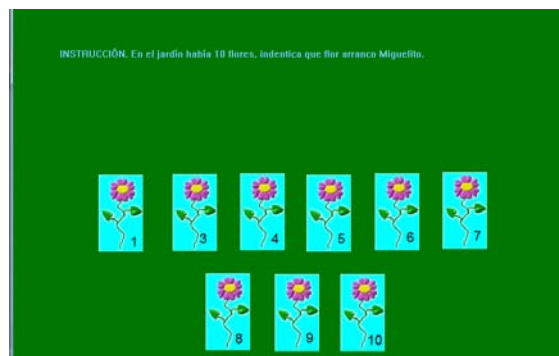 INSTRUCCIÓN. En el jardín había 10 flores, indentica que flor arranco Miguelito.
1 3 4 5 6 7
8 9 10